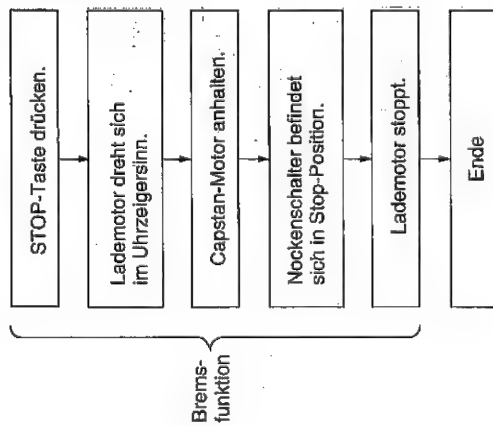 STOP-Taste drücken.
Lademotor dreht sich
im Uhrzeigersinn.
Capstan-Motor anhalten.
Nockenschalter befindet
sich in Stop-Position.
Lademotor stoppt.
Ende
Brems-
funktion